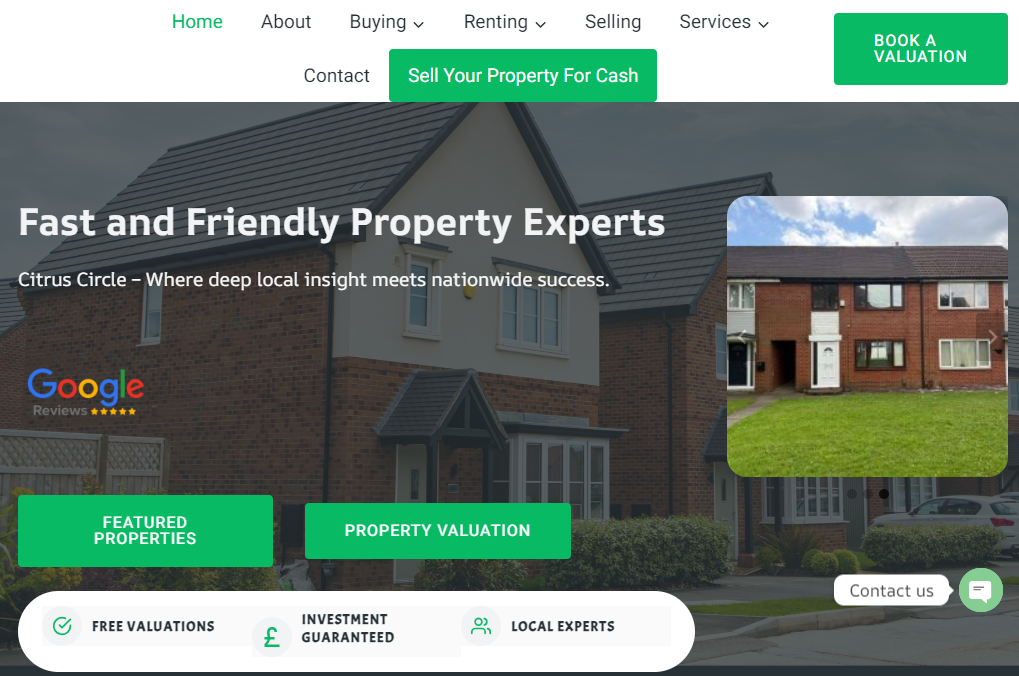 Home About Buying Renting Selling Services
Contact Sell Your Property For Cash
BOOK A
VALUATION
Fast and Friendly Property Experts
Citrus Circle – Where deep local insight meets nationwide success.
Google
Reviews
FEATURED
PROPERTIES
PROPERTY VALUATION
Contact us
FREE VALUATIONS
£
INVESTMENT
GUARANTEED
LOCAL EXPERTS